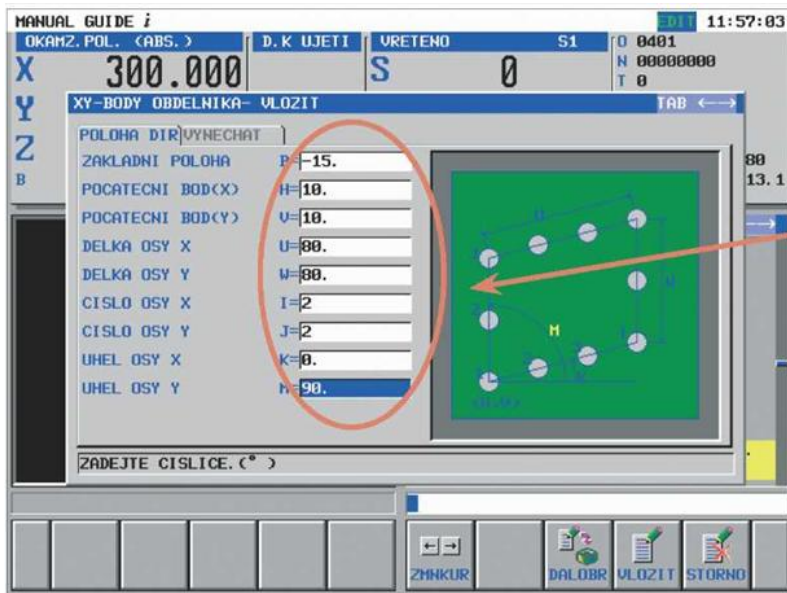 MANUAL GUIDE i EDIT 11:57:03
OKAMZ.POL. (ABS.) D.K UJETI VRETENO S1 O 0401
N 00000000
T 0
X 300.000 S 0
Y
Z
B
80
13.1
XY-BODY OBDELNIKA- VLOZIT TAB ←→
POLOHA DIR VYNECHAT
ZAKLADNI POLOHA B=-15.
POCATECNI BOD(X) H=10.
POCATECNI BOD(Y) V=10.
DELKA OSY X U=80.
DELKA OSY Y W=80.
CISLO OSY X I=2
CISLO OSY Y J=2
UHEL OSY X K=0.
UHEL OSY Y M=90.
U
W
M
K
(H,V)
ZADEJTE CISLICE.(° )
ZMNKUR DALOBR VLOZIT STORNO